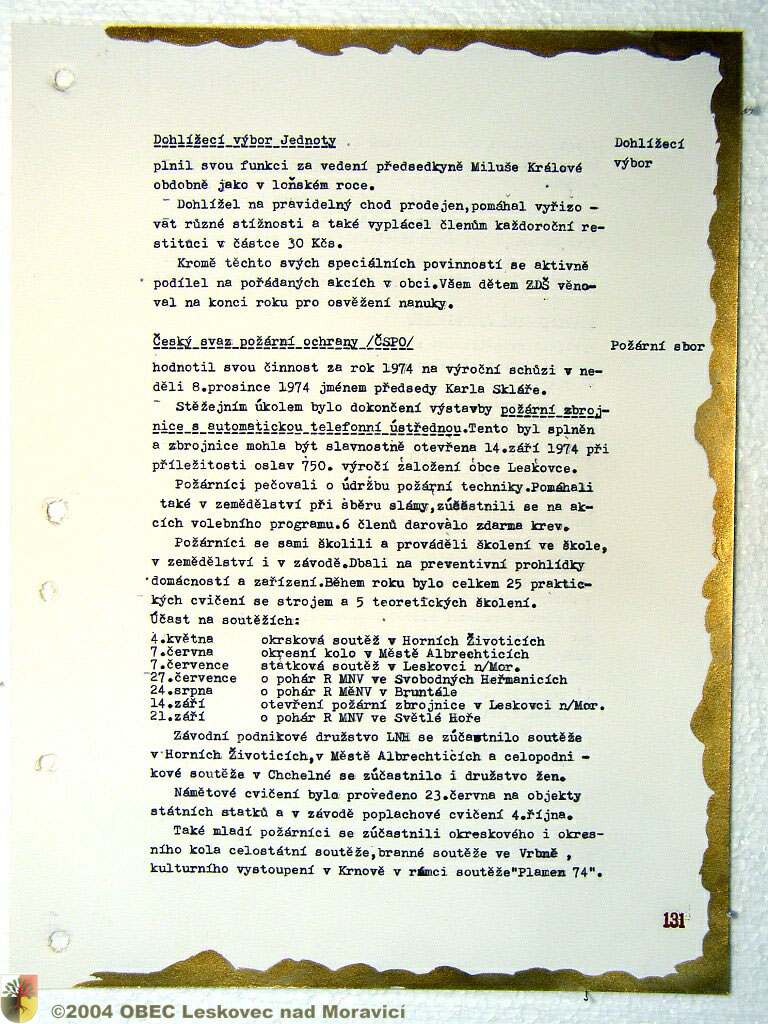 Dohlížecí výbor Jednoty
Dohlížecí
výbor
plnil svou funkci za vedení předsedkyně Miluše Králové
obdobně jako v loňském roce.
Dohlížel na pravidelný chod prodejen,pomáhal vyřizo -
vat různé stížnosti a také vyplácel členům každoroční re-
stituci v částce 30 Kčs.
Kromě těchto svých speciálních povinností se aktivně
podílel na pořádaných akcích v obci.Všem dětem ZDŠ věno-
val na konci roku pro osvěžení nanuky.
Český svaz požární ochrany /ČSPO/
Požární sbor
hodnotil svou činnost za rok 1974 na výroční schůzi v ne-
děli 8.prosince 1974 jménem předsedy Karla Skláře.
Stěžejním úkolem bylo dokončení výstavby požární zbroj-
nice s automatickou telefonní ústřednou.Tento byl splněn
a zbrojnice mohla být slavnostně otevřena 14.září 1974 při
příležitosti oslav 750. výročí založení obce Leskovce.
Požárníci pečovali o údržbu požární techniky.Pomáhali
také v zemědělství při sběru slámy,zúčastnili se na ak-
cích volebního programu.6 členů darovalo zdarma krev.
Požárníci se sami školili a prováděli školení ve škole,
v zemědělství i v závodě.Dbali na preventivní prohlídky
domácností a zařízení.Během roku bylo celkem 25 praktic-
kých cvičení se strojem a 5 teoretických školení.
Účast na soutěžích:
4.května okrsková soutěž v Horních Životicích
7.června okresní kolo v Městě Albrechticích
7.července statková soutěž v Leskovci n/Mor.
27.července o pohár R MNV ve Svobodných Heřmanicích
24.srpna o pohár R MěNV v Bruntále
14.září otevření požární zbrojnice v Leskovci n/Mor.
21.září o pohár R MNV ve Světlé Hoře
Závodní podnikové družstvo LNH se zúčastnilo soutěže
v Horních Životicích,v Městě Albrechticích a celopodni -
kové soutěže v Chchelné se zúčastnilo i družstvo žen.
Námětové cvičení bylo provedeno 23.června na objekty
státních statků a v závodě poplachové cvičení 4.října.
Také mladí požárníci se zúčastnili okreskového i okres-
ního kola celostátní soutěže,branné soutěže ve Vrbně ,
kulturního vystoupení v Krnově v rámci soutěže"Plamen 74".
131
©2004 OBEC Leskovec nad Moravicí